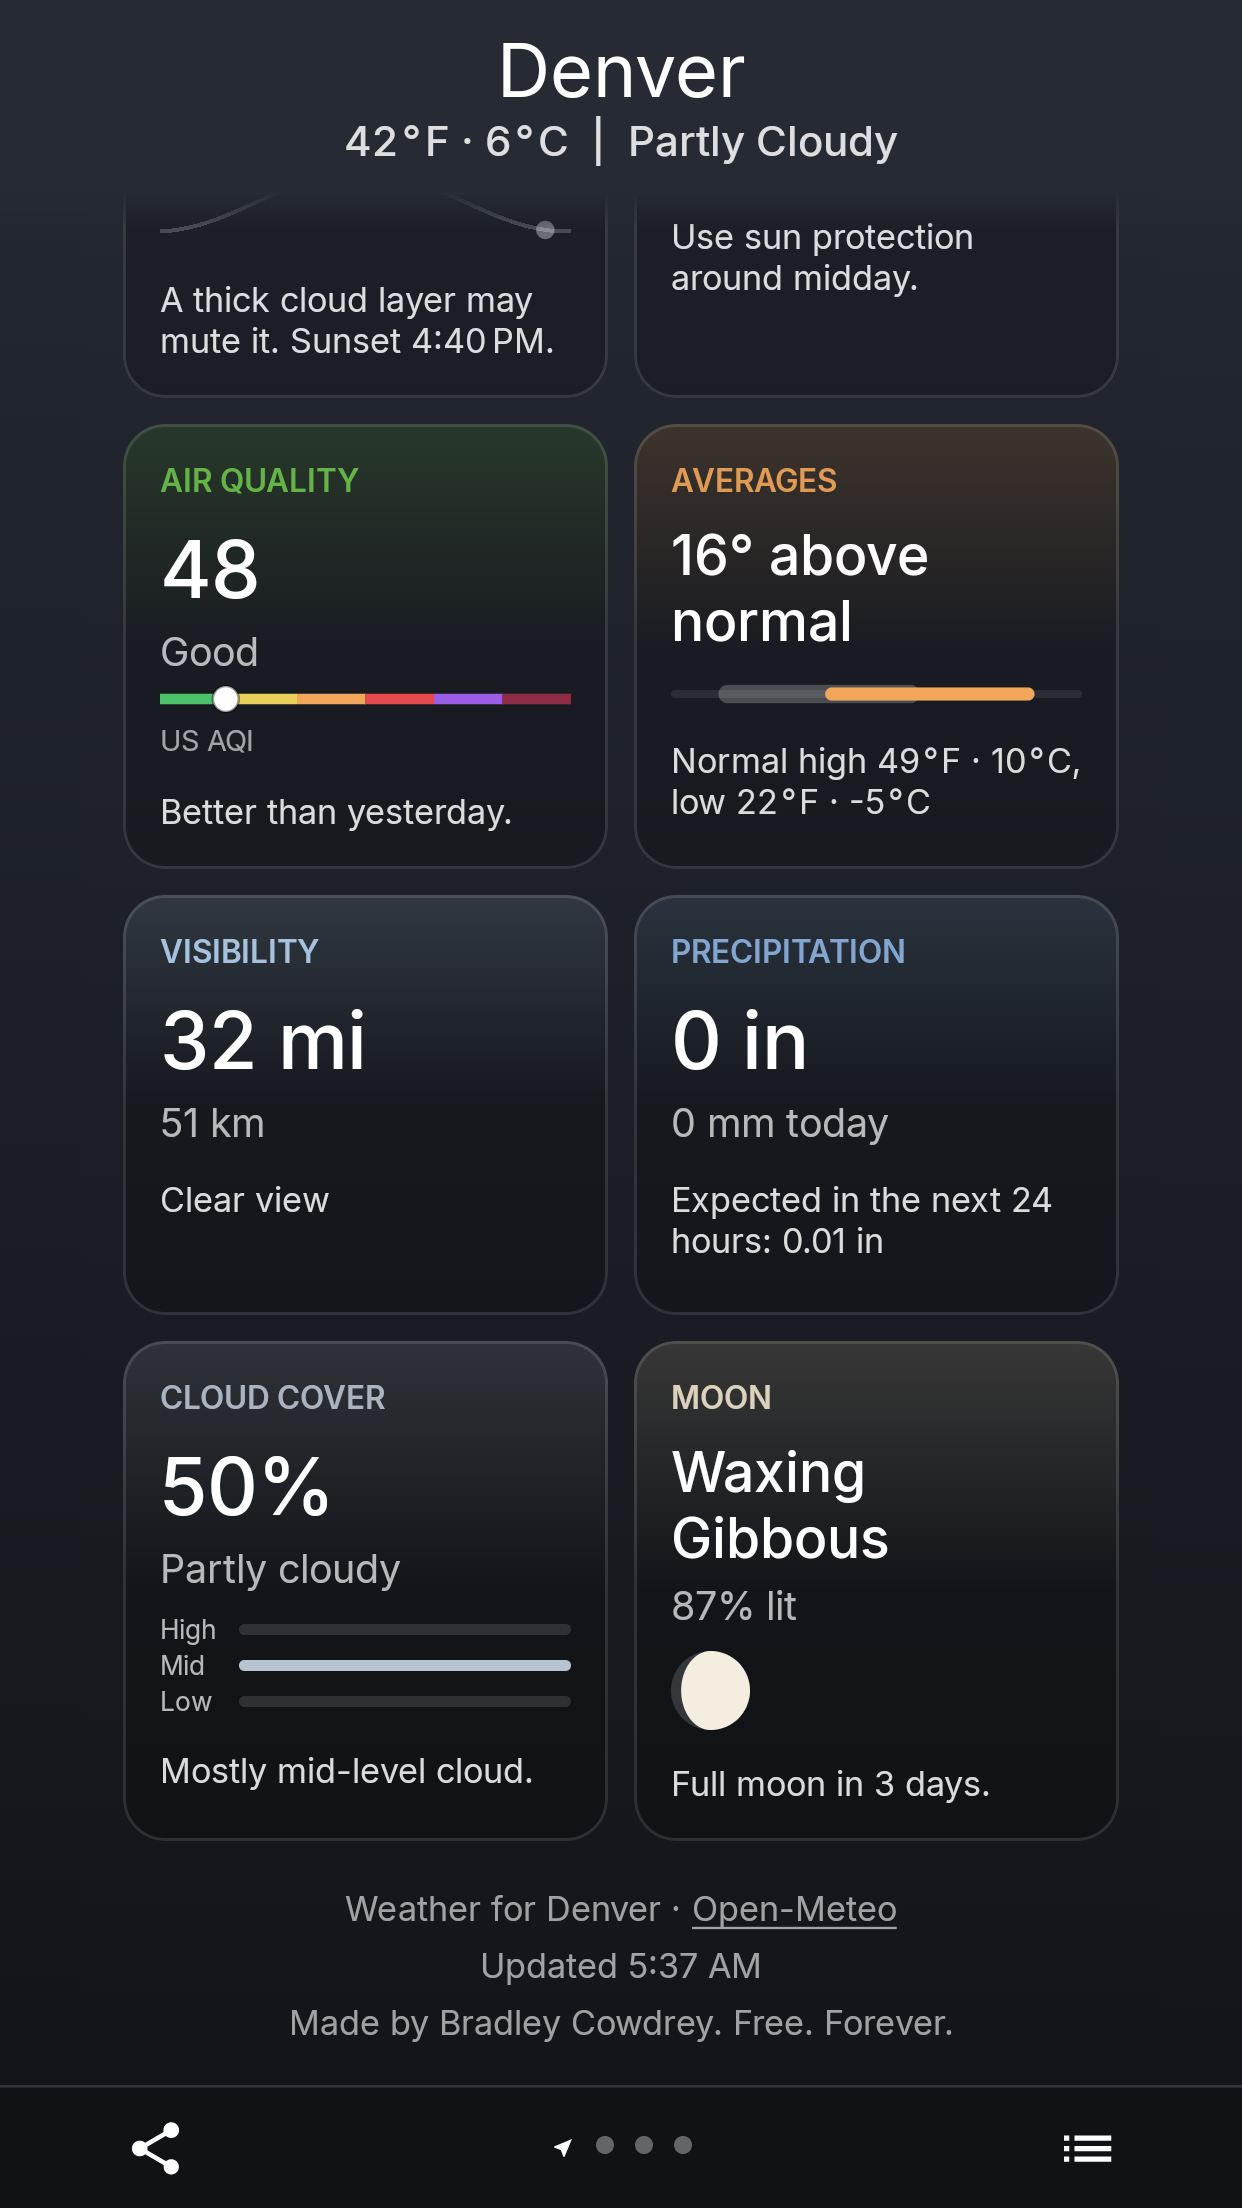 Denver
42°F · 6°C | Partly Cloudy
A thick cloud layer may
mute it. Sunset 4:40 PM.
Use sun protection
around midday.
AIR QUALITY
48
Good
US AQI
Better than yesterday.
AVERAGES
16° above
normal
Normal high 49°F · 10°C,
low 22°F · -5°C
VISIBILITY
32 mi
51 km
Clear view
PRECIPITATION
0 in
0 mm today
Expected in the next 24
hours: 0.01 in
CLOUD COVER
50%
Partly cloudy
High
Mid
Low
Mostly mid-level cloud.
MOON
Waxing
Gibbous
87% lit
Full moon in 3 days.
Weather for Denver · Open-Meteo
Updated 5:37 AM
Made by Bradley Cowdrey. Free. Forever.